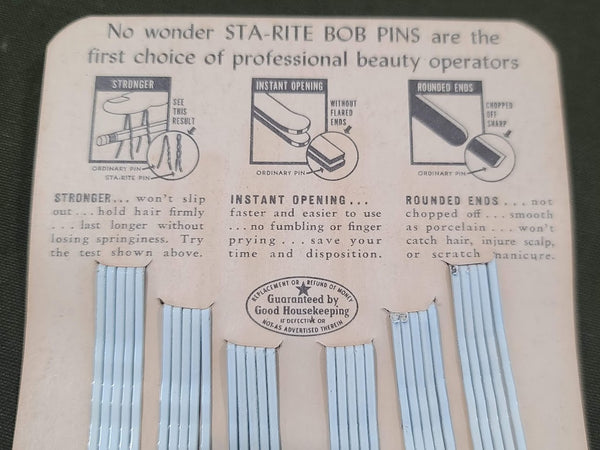 No wonder STA-RITE BOB PINS are the
first choice of professional beauty operators
STRONGER
SEE
THIS
RESULT
ORDINARY PIN
STA-RITE PIN
INSTANT OPENING
WITHOUT
FLARED
ENDS
ORDINARY PIN
ROUNDED ENDS
CHOPPED
OFF
SHARP
ORDINARY PIN
STRONGER... won't slip
out... hold hair firmly
... last longer without
losing springiness. Try
the test shown above.
INSTANT OPENING...
faster and easier to use
... no fumbling or finger
prying... save your
time and disposition.
ROUNDED ENDS... not
chopped off... smooth
as porcelain... won't
catch hair, injure scalp,
or scratch manicure.
REPLACEMENT OR REFUND OF MONEY
Guaranteed by
Good Housekeeping
IF DEFECTIVE OR
NOT AS ADVERTISED THEREIN